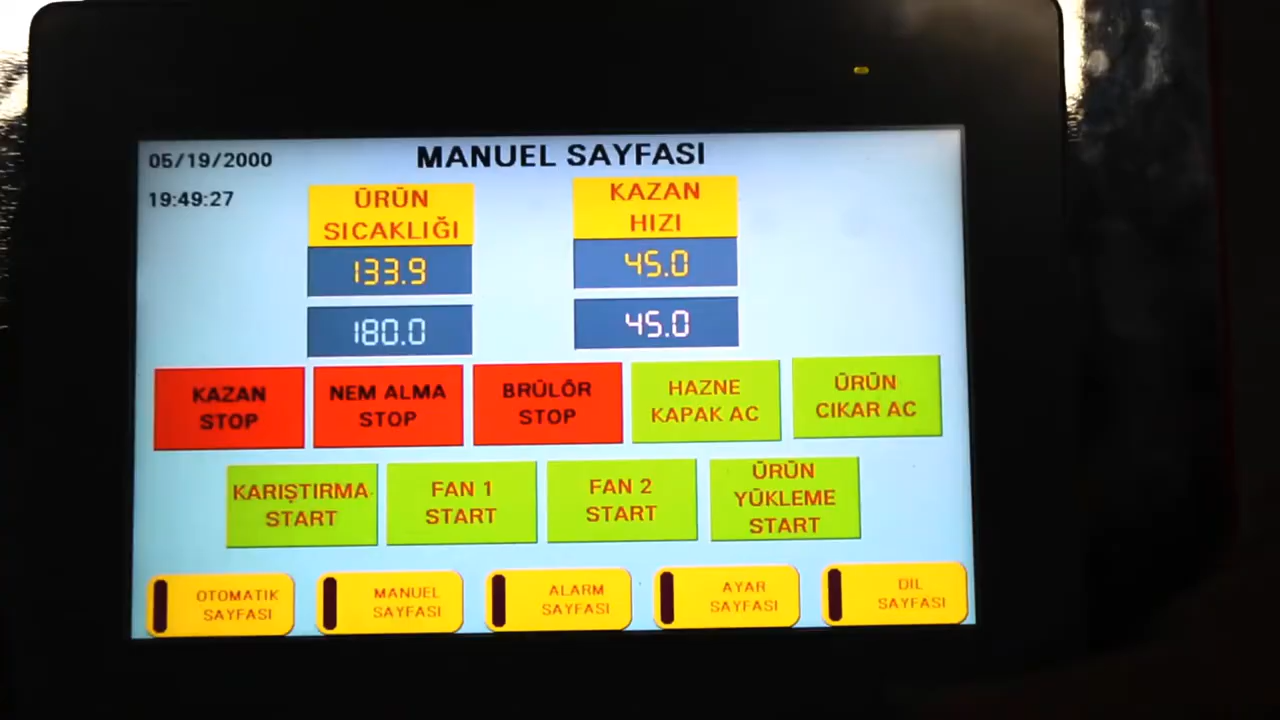 05/19/2000
MANUEL SAYFASI
19:49:27
ÜRÜN
SICAKLIĞI
133.9
180.0
KAZAN
HIZI
45.0
45.0
KAZAN
STOP
NEM ALMA
STOP
BRÜLÖR
STOP
HAZNE
KAPAK AC
ÜRÜN
CIKAR AC
KARIŞTIRMA
START
FAN 1
START
FAN 2
START
ÜRÜN
YÜKLEME
START
OTOMATIK
SAYFASI
MANUEL
SAYFASI
ALARM
SAYFASI
AYAR
SAYFASI
DIL
SAYFASI